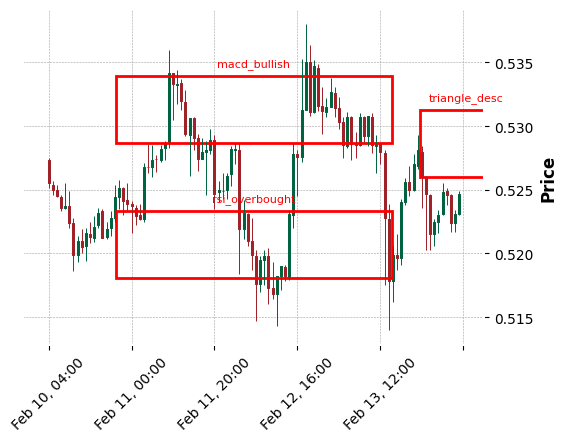 macd_bullish
0.535
triangle_desc
0.530
0.525
rsi_overbought
0.520
0.515
Price
Feb 10, 04:00
Feb 11, 00:00
Feb 11, 20:00
Feb 12, 16:00
Feb 13, 12:00